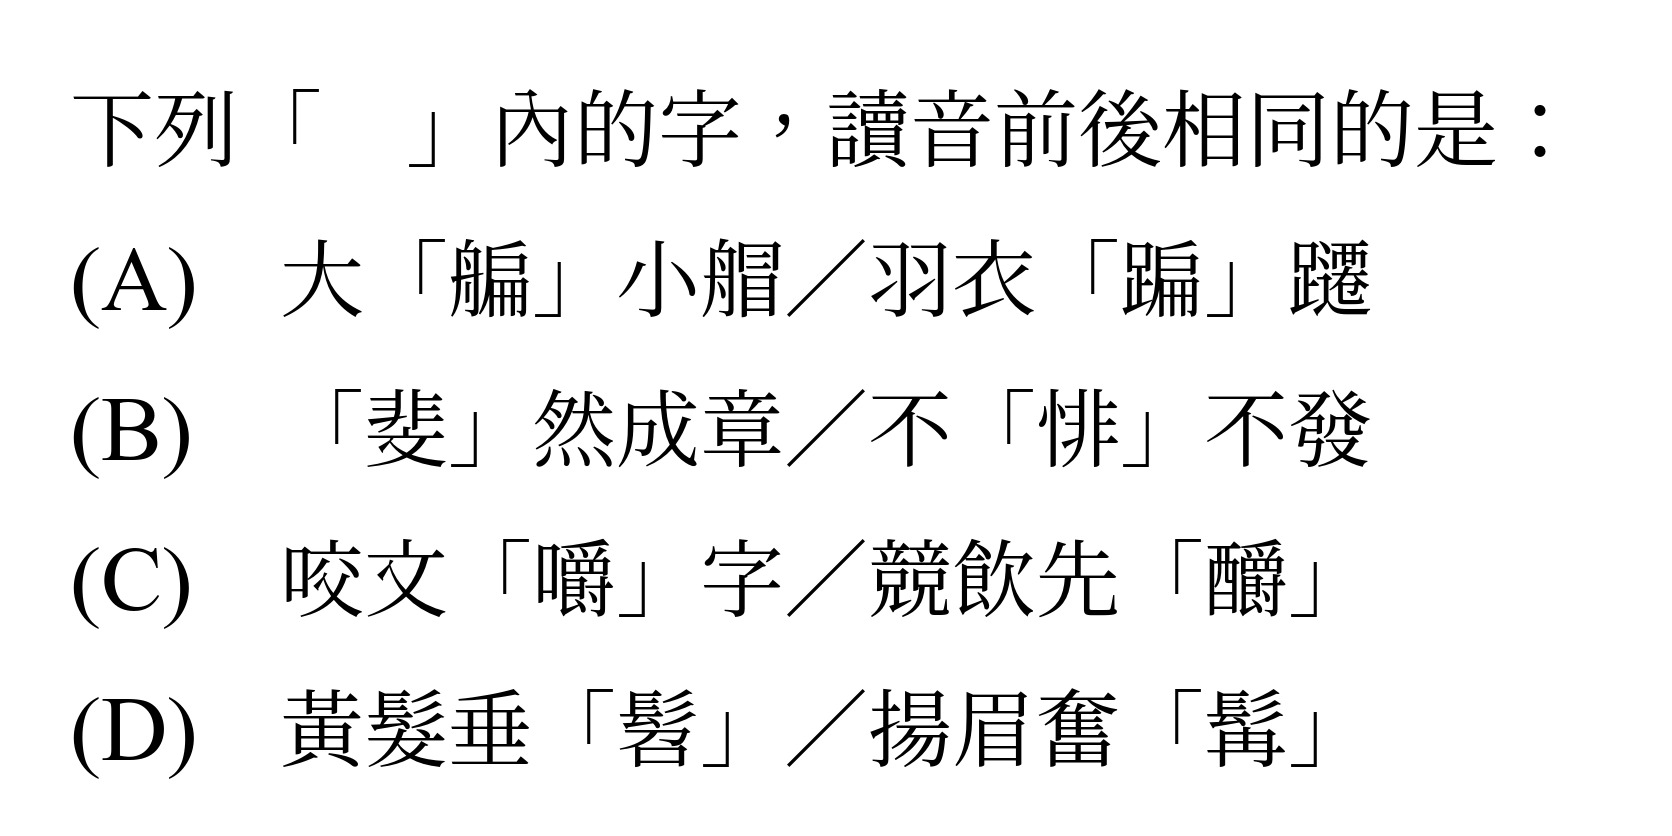 下列「　」內的字，讀音前後相同的是：
(A)　大「艑」小艒／羽衣「蹁」躚
(B)　「斐」然成章／不「悱」不發
(C)　咬文「嚼」字／競飲先「釂」
(D)　黃髮垂「髫」／揚眉奮「髯」